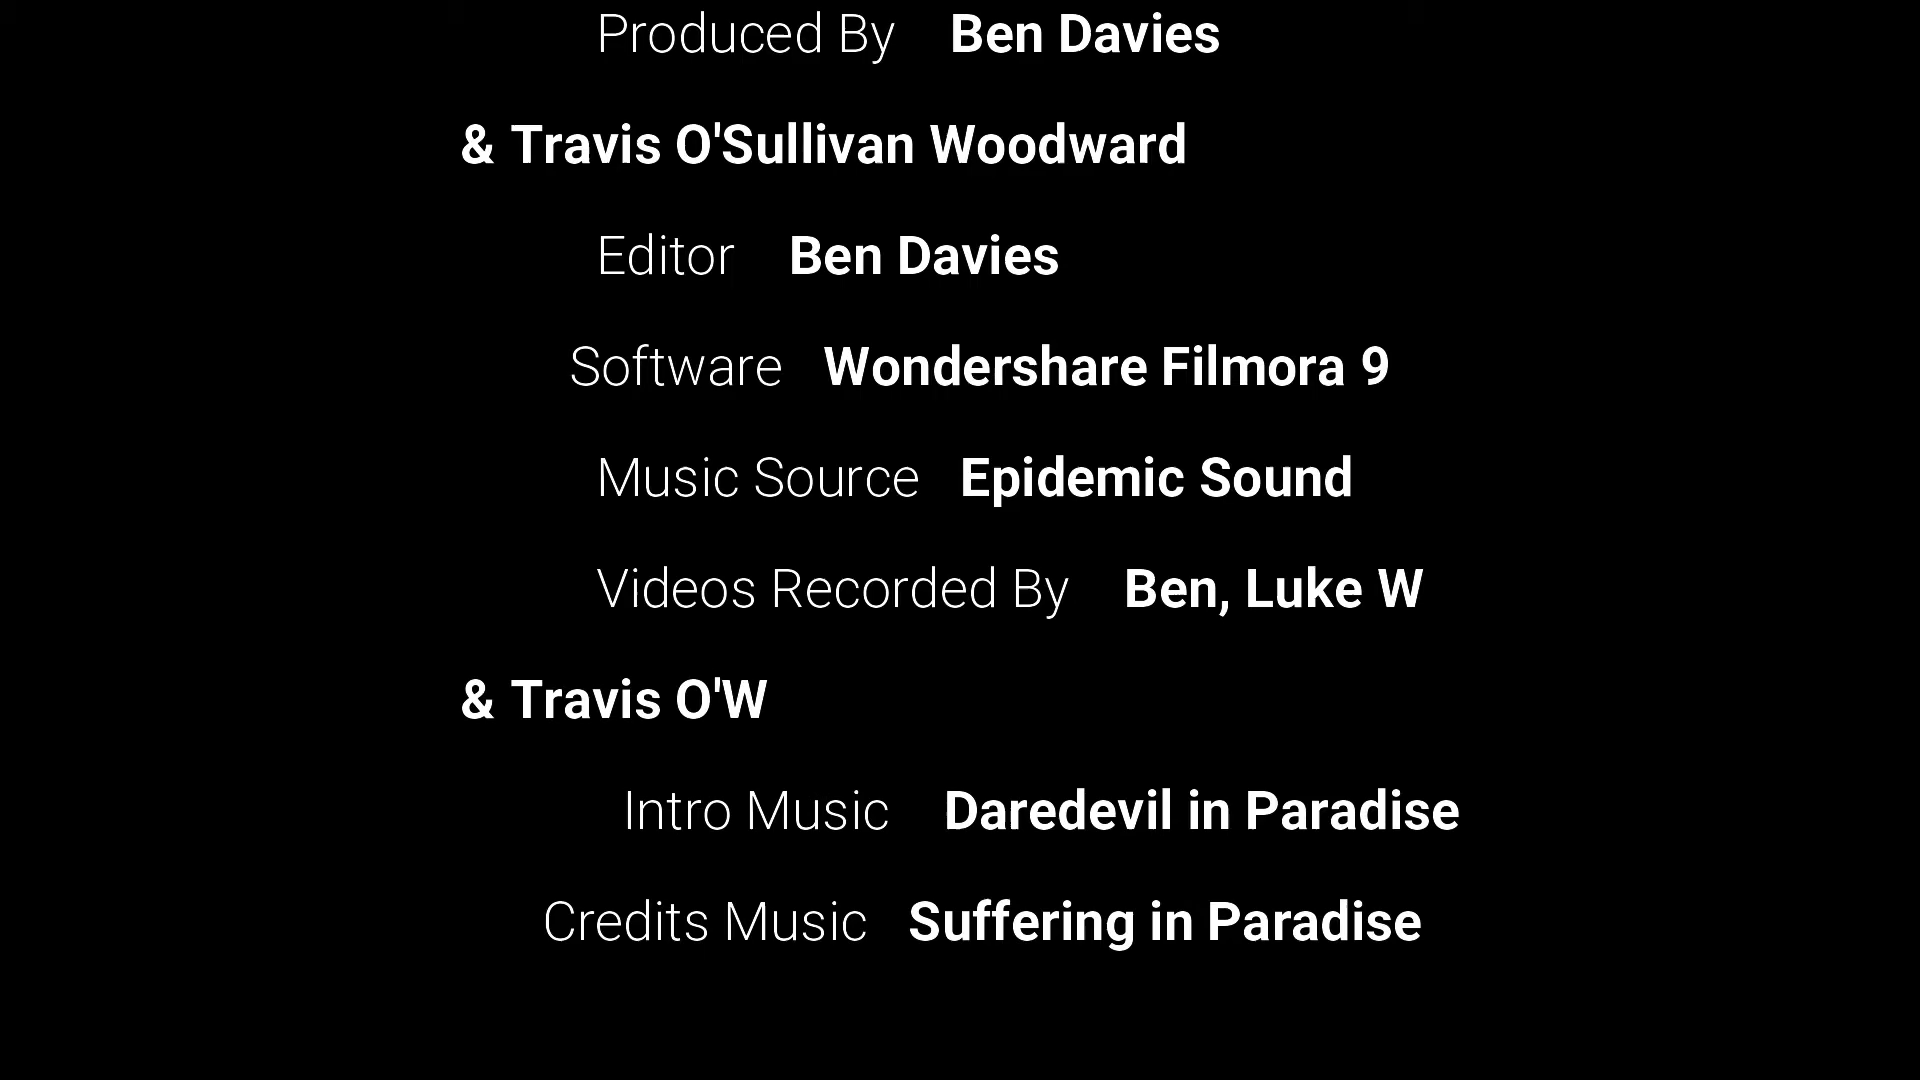 Produced By Ben Davies
& Travis O'Sullivan Woodward
Editor Ben Davies
Software Wondershare Filmora 9
Music Source Epidemic Sound
Videos Recorded By Ben, Luke W
& Travis O'W
Intro Music Daredevil in Paradise
Credits Music Suffering in Paradise